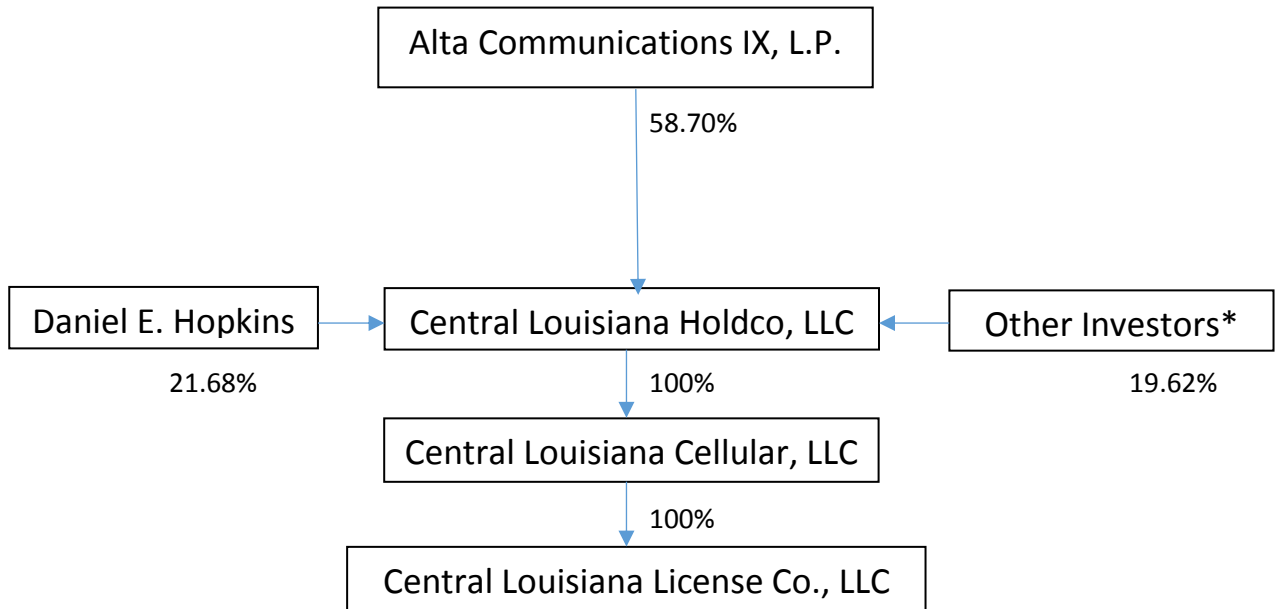 Alta Communications IX, L.P.
58.70%
Daniel E. Hopkins
Central Louisiana Holdco, LLC
Other Investors*
21.68%
100%
19.62%
Central Louisiana Cellular, LLC
100%
Central Louisiana License Co., LLC